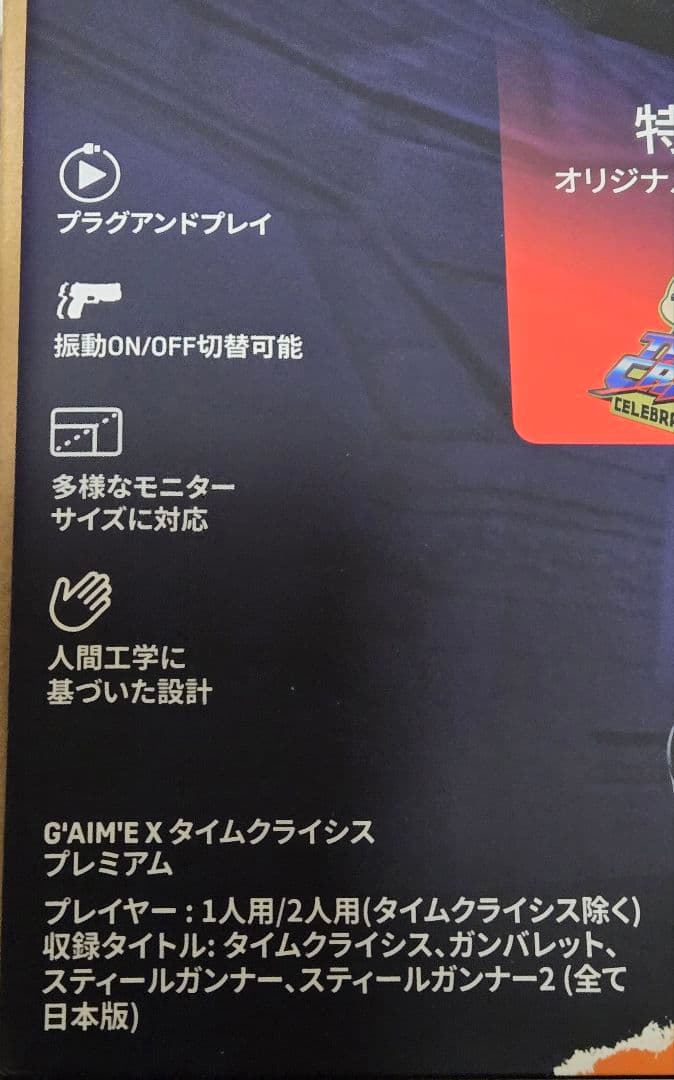 プラグアンドプレイ
振動ON/OFF切替可能
多様なモニター
サイズに対応
人間工学に
基づいた設計
特
オリジナ
CELEBRA
G'AIM'E X タイムクライシス
プレミアム
プレイヤー : 1人用/2人用(タイムクライシス除く)
収録タイトル: タイムクライシス、ガンバレット、
スティールガンナー、スティールガンナー2 (全て
日本版)